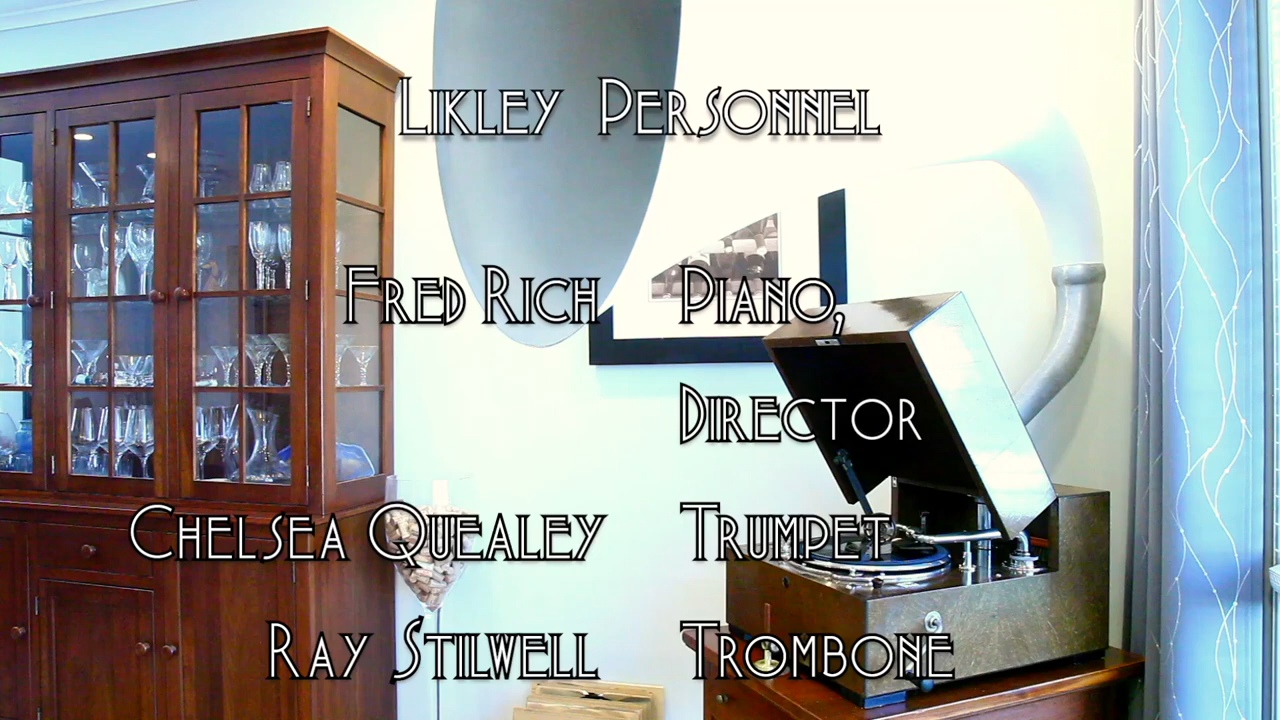 Likley Personnel
Fred Rich Piano,
Director
Chelsea Quealey Trumpet
Ray Stilwell Trombone